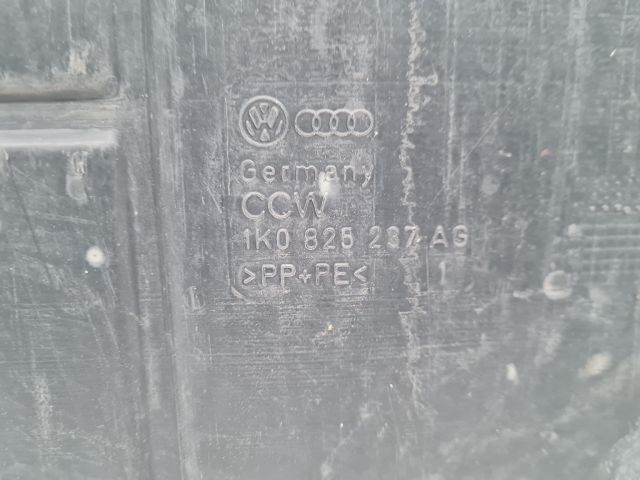 Germany
CCW
1K0 825 237 AG
>PP+PE< 1